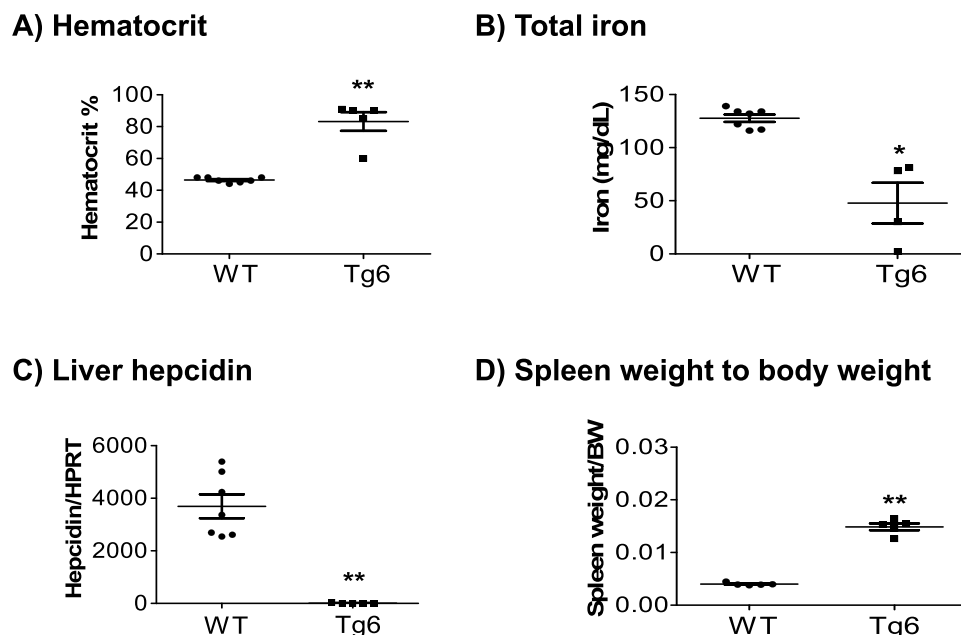 A) Hematocrit
B) Total iron
Hematocrit %
100
80
60
40
20
0
**
WT
Tg6
Iron (mg/dL)
150
100
50
0
*
WT
Tg6
C) Liver hepcidin
D) Spleen weight to body weight
Hepcidin/HPRT
6000
4000
2000
0
**
WT
Tg6
Spleen weight/BW
0.03
0.02
0.01
0.00
**
WT
Tg6